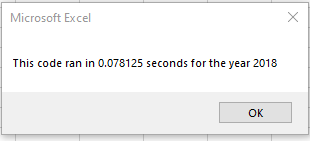 Microsoft Excel
This code ran in 0.078125 seconds for the year 2018
OK